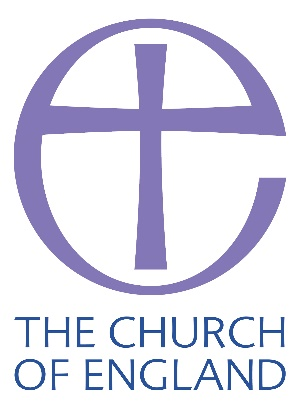 THE CHURCH
OF ENGLAND